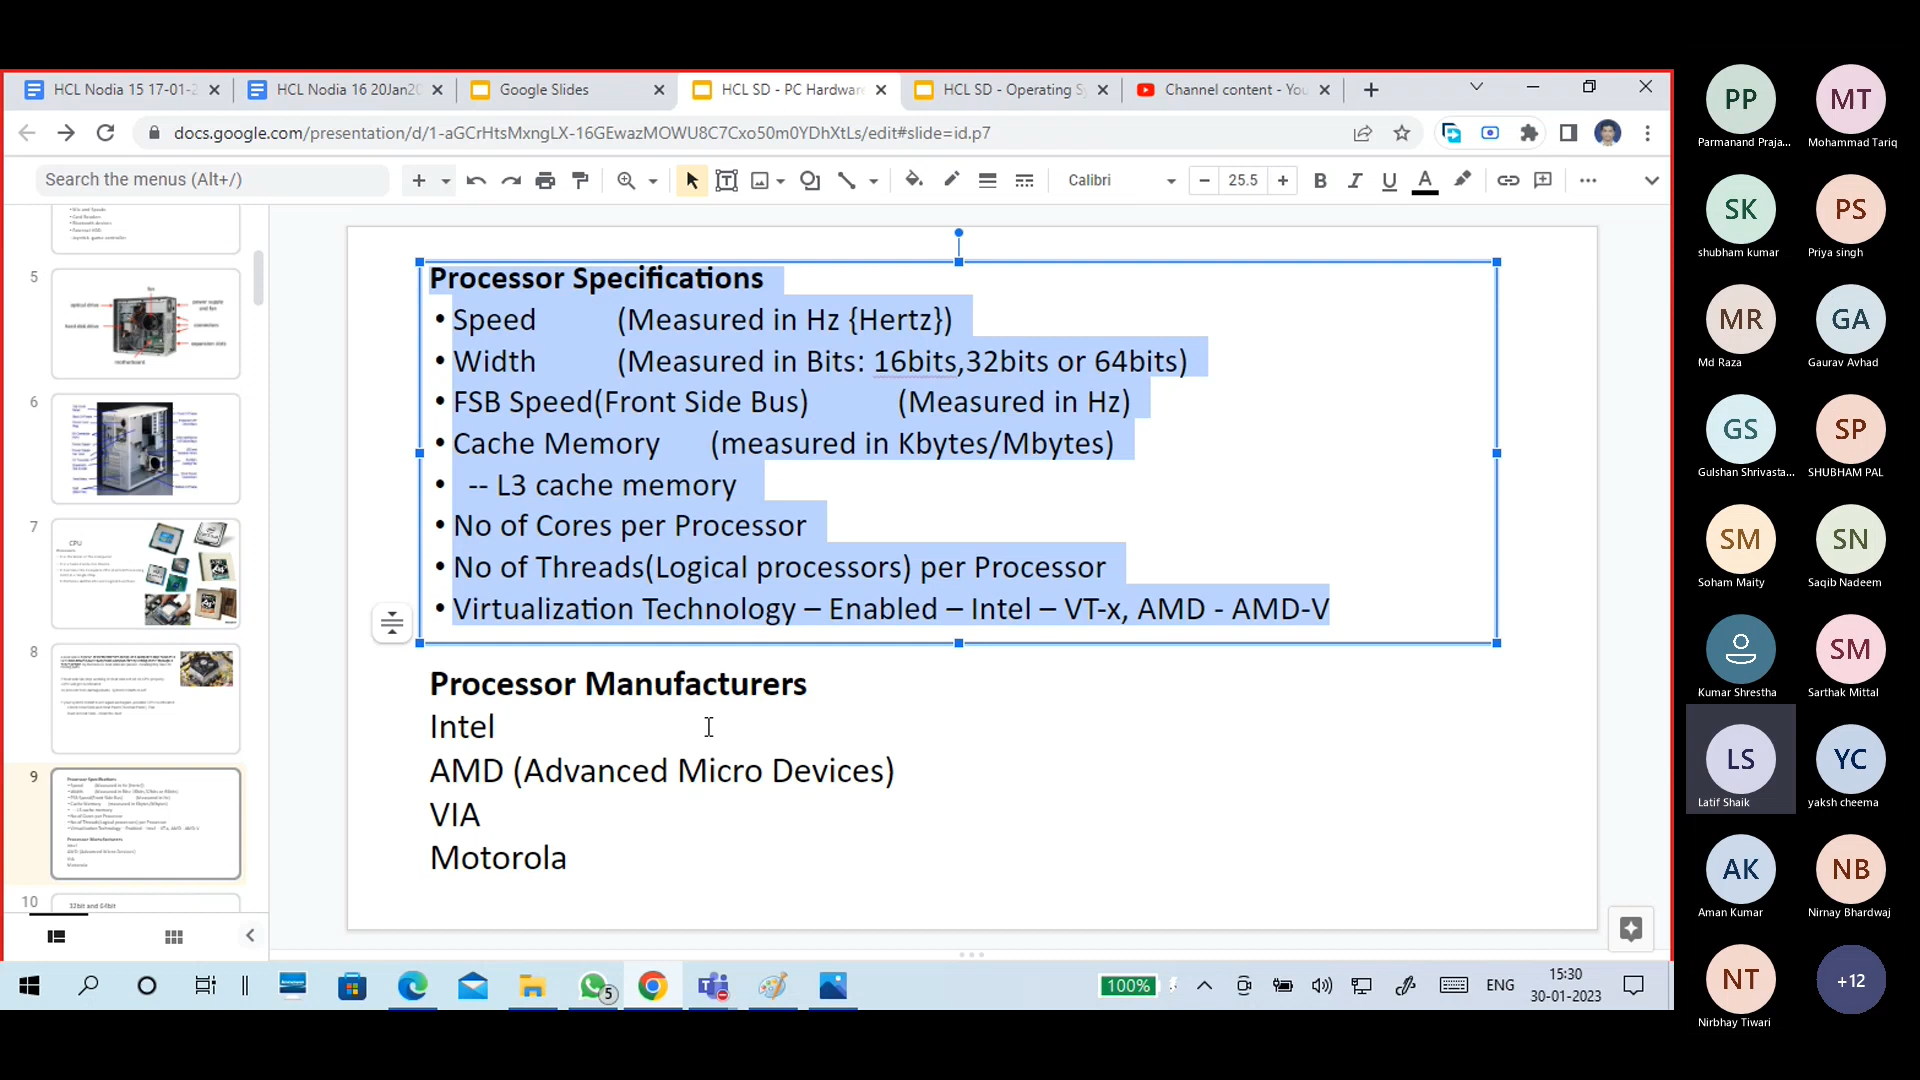 HCL Nodia 15 17-01-2
HCL Nodia 16 20Jan20
Google Slides
HCL SD - PC Hardware
HCL SD - Operating Sy
Channel content - You
docs.google.com/presentation/d/1-aGCrHtsMxngLX-16GEwazMOWU8C7Cxo50m0YDhXtLs/edit#slide=id.p7
Search the menus (Alt+/)
Calibri
25.5
5
6
7
CPU
8
9
10
32bit and 64bit
Processor Specifications
• Speed (Measured in Hz {Hertz})
• Width (Measured in Bits: 16bits,32bits or 64bits)
• FSB Speed(Front Side Bus) (Measured in Hz)
• Cache Memory (measured in Kbytes/Mbytes)
• -- L3 cache memory
• No of Cores per Processor
• No of Threads(Logical processors) per Processor
• Virtualization Technology – Enabled – Intel – VT-x, AMD - AMD-V
Processor Manufacturers
Intel
AMD (Advanced Micro Devices)
VIA
Motorola
5
100%
ENG
15:30
30-01-2023
PP
Parmanand Praja...
MT
Mohammad Tariq
SK
shubham kumar
PS
Priya singh
MR
Md Raza
GA
Gaurav Avhad
GS
Gulshan Shrivasta...
SP
SHUBHAM PAL
SM
Soham Maity
SN
Saqib Nadeem
Kumar Shrestha
SM
Sarthak Mittal
LS
Latif Shaik
YC
yaksh cheema
AK
Aman Kumar
NB
Nirnay Bhardwaj
NT
Nirbhay Tiwari
+12